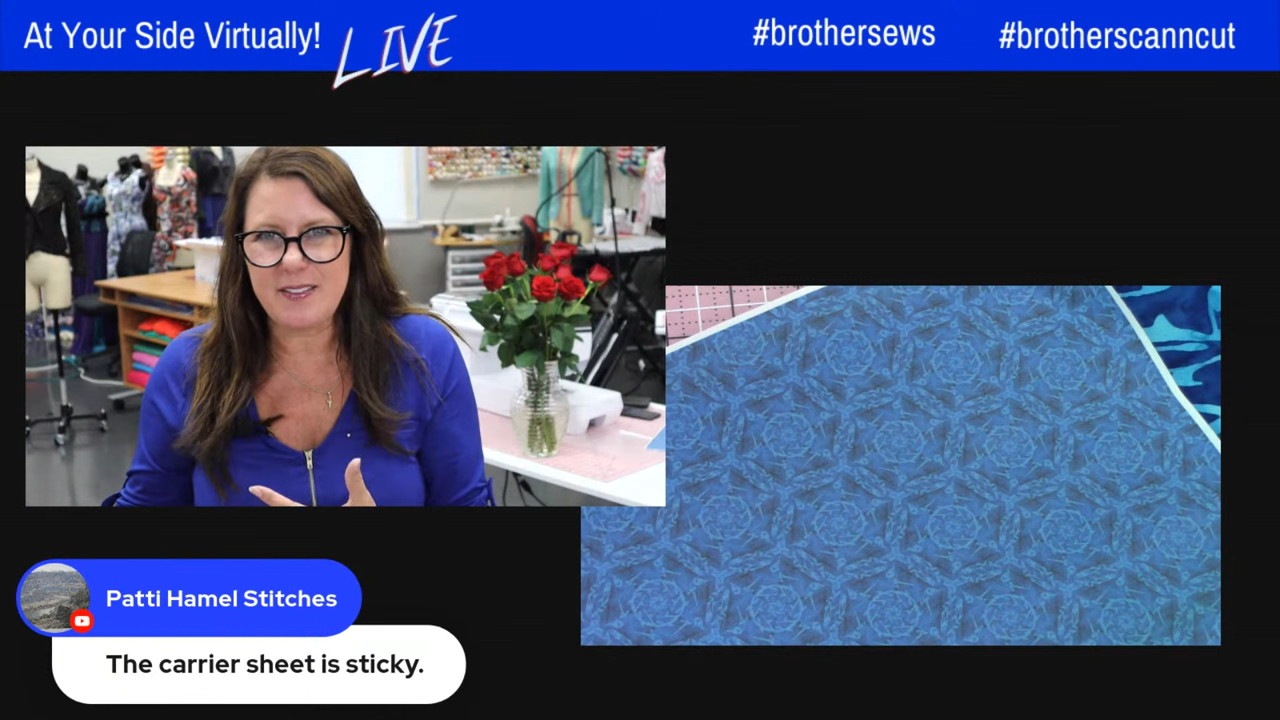 At Your Side Virtually!
LIVE
#brothersews
#brotherscanncut
Patti Hamel Stitches
The carrier sheet is sticky.